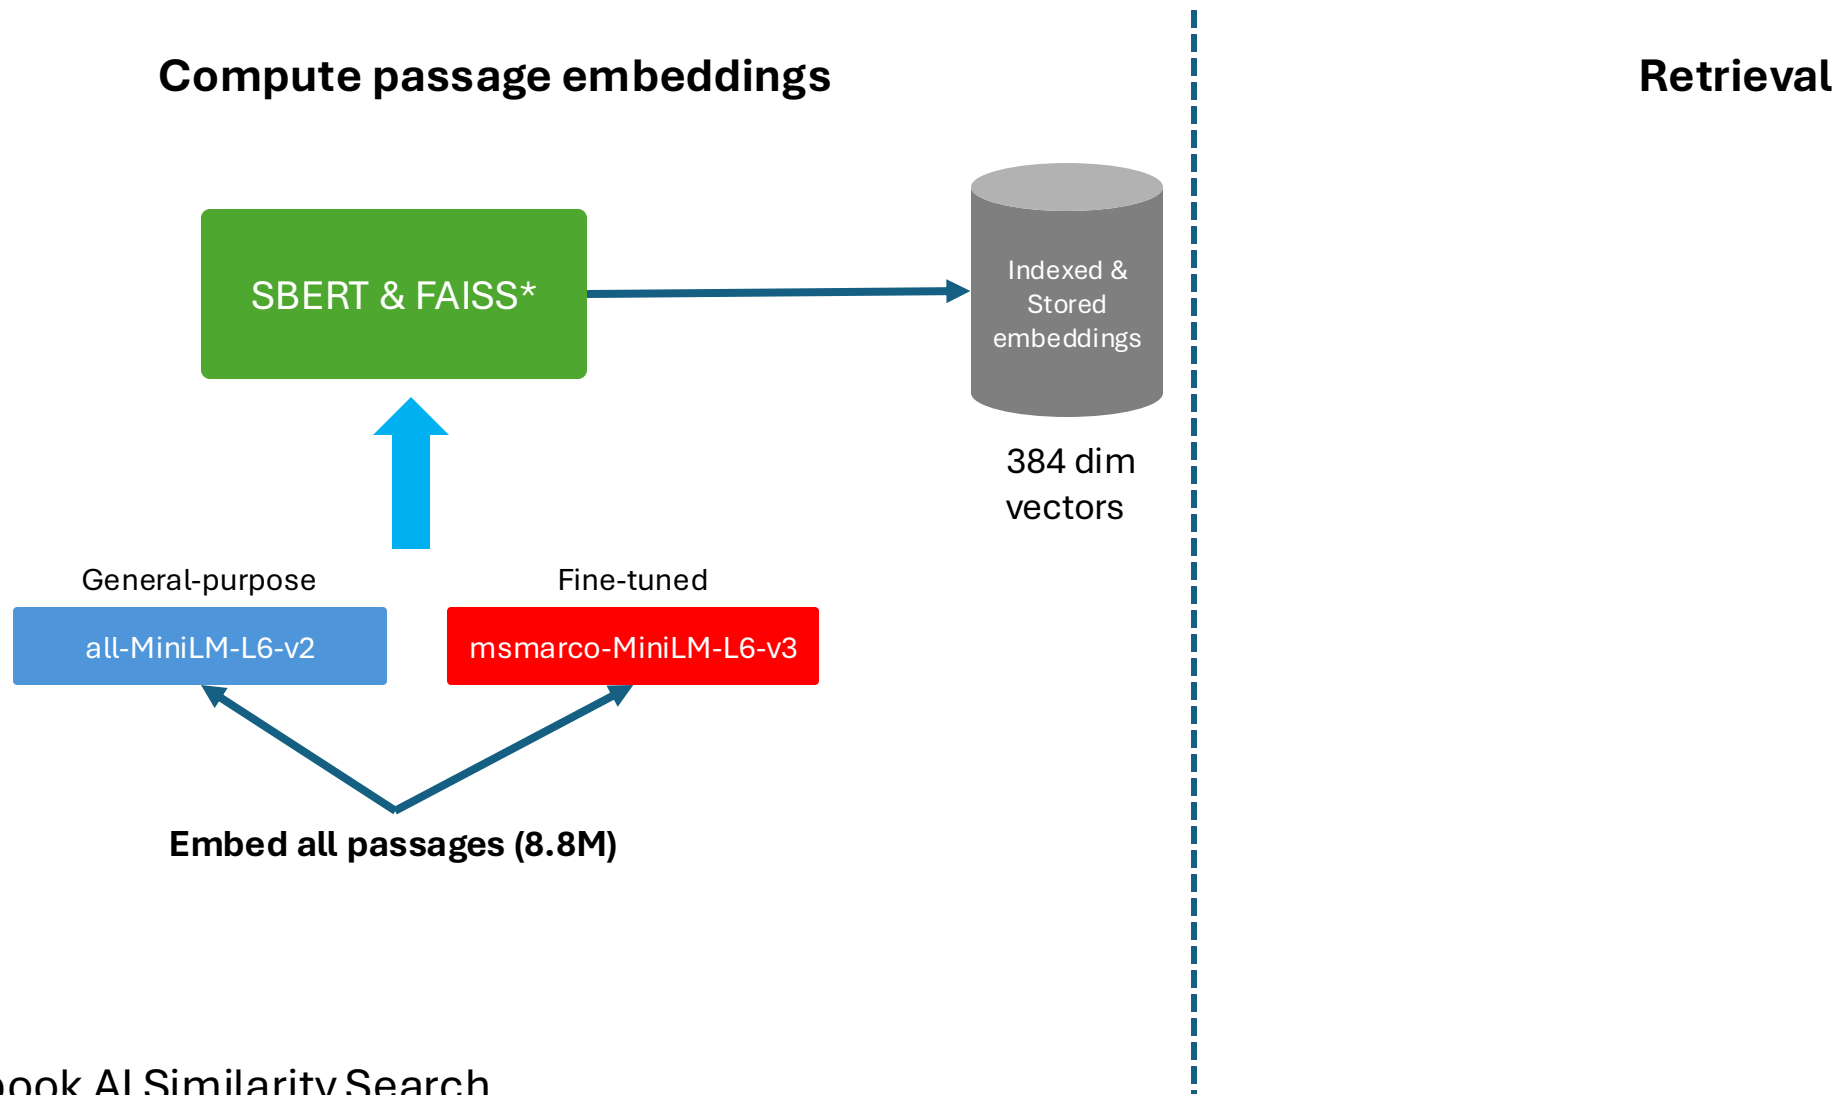 Compute passage embeddings
Retrieval
SBERT & FAISS*
Indexed &
Stored
embeddings
384 dim
vectors
General-purpose
Fine-tuned
all-MiniLM-L6-v2
msmarco-MiniLM-L6-v3
Embed all passages (8.8M)
ook AI Similarity Search